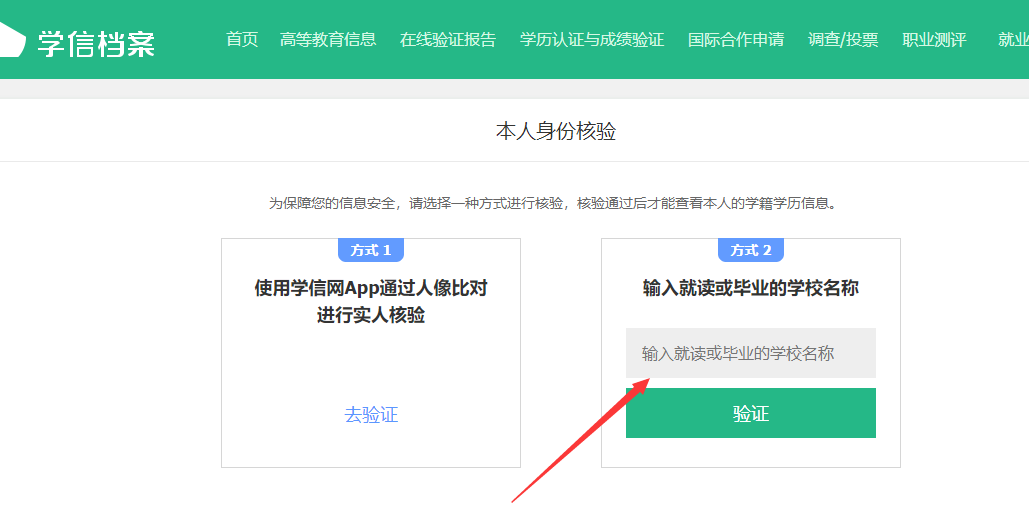 学信档案
首页 高等教育信息 在线验证报告 学历认证与成绩验证 国际合作申请 调查/投票 职业测评 就业
本人身份核验
为保障您的信息安全，请选择一种方式进行核验，核验通过后才能查看本人的学籍学历信息。
方式 1
使用学信网App通过人像比对
进行实人核验
去验证
方式 2
输入就读或毕业的学校名称
输入就读或毕业的学校名称
验证